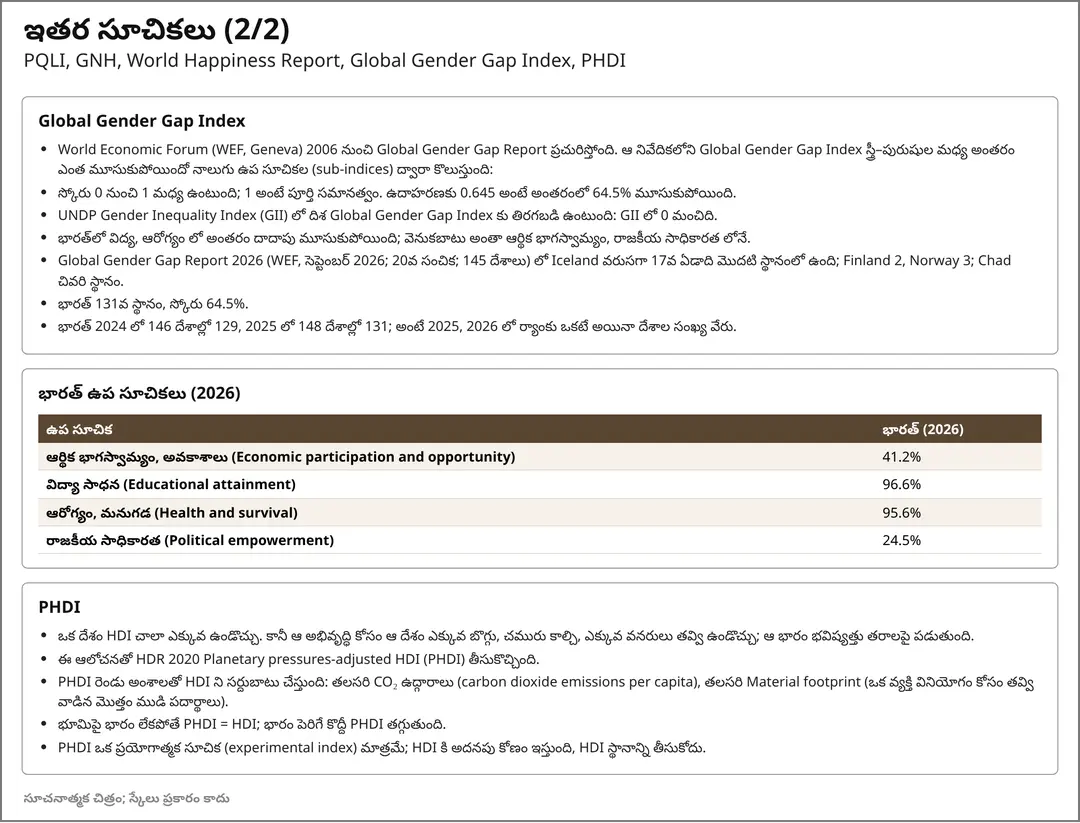 ఇతర సూచికలు (2/2)
PQLI, GNH, World Happiness Report, Global Gender Gap Index, PHDI
Global Gender Gap Index
• World Economic Forum (WEF, Geneva) 2006 నుంచి Global Gender Gap Report ప్రచురిస్తోంది. ఆ నివేదికలోని Global Gender Gap Index స్త్రీ–పురుషుల మధ్య అంతరం
ఎంత మూసుకుపోయిందో నాలుగు ఉప సూచికల (sub-indices) ద్వారా కొలుస్తుంది:
• స్కోరు 0 నుంచి 1 మధ్య ఉంటుంది; 1 అంటే పూర్తి సమానత్వం. ఉదాహరణకు 0.645 అంటే అంతరంలో 64.5% మూసుకుపోయింది.
• UNDP Gender Inequality Index (GII) లో దిశ Global Gender Gap Index కు తిరగబడి ఉంటుంది: GII లో 0 మంచిది.
• భారత్‌లో విద్య, ఆరోగ్యం లో అంతరం దాదాపు మూసుకుపోయింది; వెనుకబాటు అంతా ఆర్థిక భాగస్వామ్యం, రాజకీయ సాధికారత లోనే.
• Global Gender Gap Report 2026 (WEF, సెప్టెంబర్ 2026; 20వ సంచిక; 145 దేశాలు) లో Iceland వరుసగా 17వ ఏడాది మొదటి స్థానంలో ఉంది; Finland 2, Norway 3; Chad
చివరి స్థానం.
• భారత్ 131వ స్థానం, స్కోరు 64.5%.
• భారత్ 2024 లో 146 దేశాల్లో 129, 2025 లో 148 దేశాల్లో 131; అంటే 2025, 2026 లో ర్యాంకు ఒకటే అయినా దేశాల సంఖ్య వేరు.
భారత్ ఉప సూచికలు (2026)
ఉప సూచిక భారత్ (2026)
ఆర్థిక భాగస్వామ్యం, అవకాశాలు (Economic participation and opportunity) 41.2%
విద్యా సాధన (Educational attainment) 96.6%
ఆరోగ్యం, మనుగడ (Health and survival) 95.6%
రాజకీయ సాధికారత (Political empowerment) 24.5%
PHDI
• ఒక దేశం HDI చాలా ఎక్కువ ఉండొచ్చు. కానీ ఆ అభివృద్ధి కోసం ఆ దేశం ఎక్కువ బొగ్గు, చమురు కాల్చి, ఎక్కువ వనరులు తవ్వి ఉండొచ్చు; ఆ భారం భవిష్యత్తు తరాలపై పడుతుంది.
• ఈ ఆలోచనతో HDR 2020 Planetary pressures-adjusted HDI (PHDI) తీసుకొచ్చింది.
• PHDI రెండు అంశాలతో HDI ని సర్దుబాటు చేస్తుంది: తలసరి CO₂ ఉద్గారాలు (carbon dioxide emissions per capita), తలసరి Material footprint (ఒక వ్యక్తి వినియోగం కోసం తవ్వి
వాడిన మొత్తం ముడి పదార్థాలు).
• భూమిపై భారం లేకపోతే PHDI = HDI; భారం పెరిగే కొద్దీ PHDI తగ్గుతుంది.
• PHDI ఒక ప్రయోగాత్మక సూచిక (experimental index) మాత్రమే; HDI కి అదనపు కోణం ఇస్తుంది, HDI స్థానాన్ని తీసుకోదు.
సూచనాత్మక చిత్రం; స్కేలు ప్రకారం కాదు